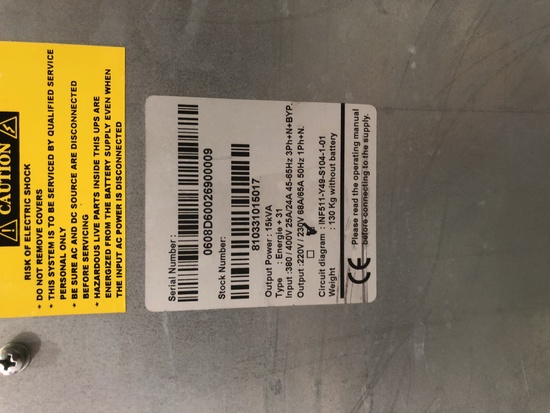 CAUTION
RISK OF ELECTRIC SHOCK
* DO NOT REMOVE COVERS
* THIS SYSTEM IS TO BE SERVICED BY QUALIFIED SERVICE
PERSONAL ONLY
* BE SURE AC AND DC SOURCE ARE DISCONNECTED
BEFORE SERVICING
* HAZARDOUS LIVE PARTS INSIDE THIS UPS ARE
ENERGIZED FROM THE BATTERY SUPPLY EVEN WHEN
THE INPUT AC POWER IS DISCONNECTED
Serial Number :
0608D60026900009
Stock Number:
810331015017
Output Power : 15kVA
Type : Energie + 31
Input :380 / 400V 25A/24A 45-65Hz 3Ph+N+BYP.
Output :220V / 230V 68A/65A 50Hz 1Ph+N.
Circuit diagram : INF511-Y49-S104-1-01
Weight : 130 Kg without battery
CE
Please read the operating manual
before connecting to the supply.